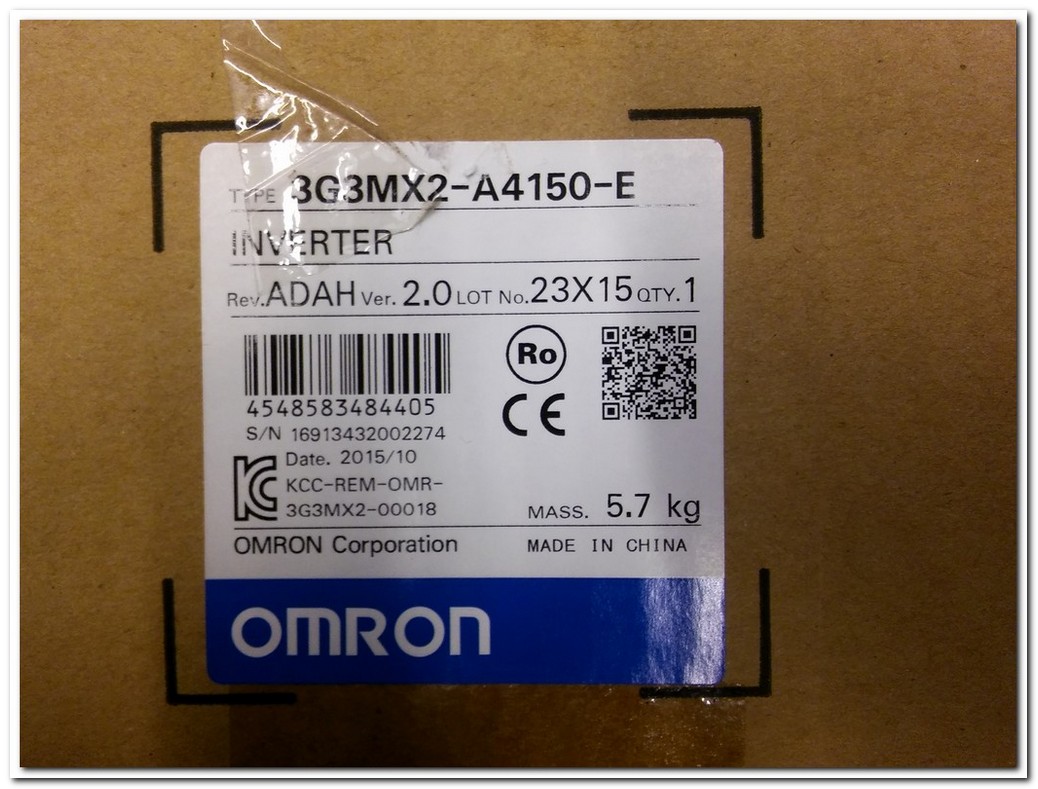 TYPE 3G3MX2-A4150-E
INVERTER
Rev.ADAH Ver. 2.0 LOT No.23X15 QTY.1
Ro
4548583484405
CE
S/N 16913432002274
Date. 2015/10
KCC-REM-OMR-
3G3MX2-00018
MASS. 5.7 kg
OMRON Corporation MADE IN CHINA
OMRON